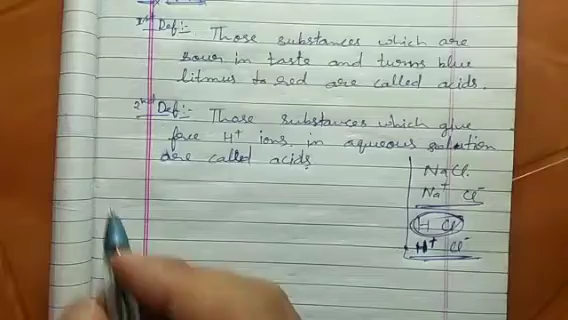 1st Def:- Those substances which are
sour in taste and turns blue
litmus to red are called acids.
2nd Def:- Those substances which give
free H+ ions in aqueous solution
are called acids
NaCl
Na+ Cl-
H Cl
H+ Cl-